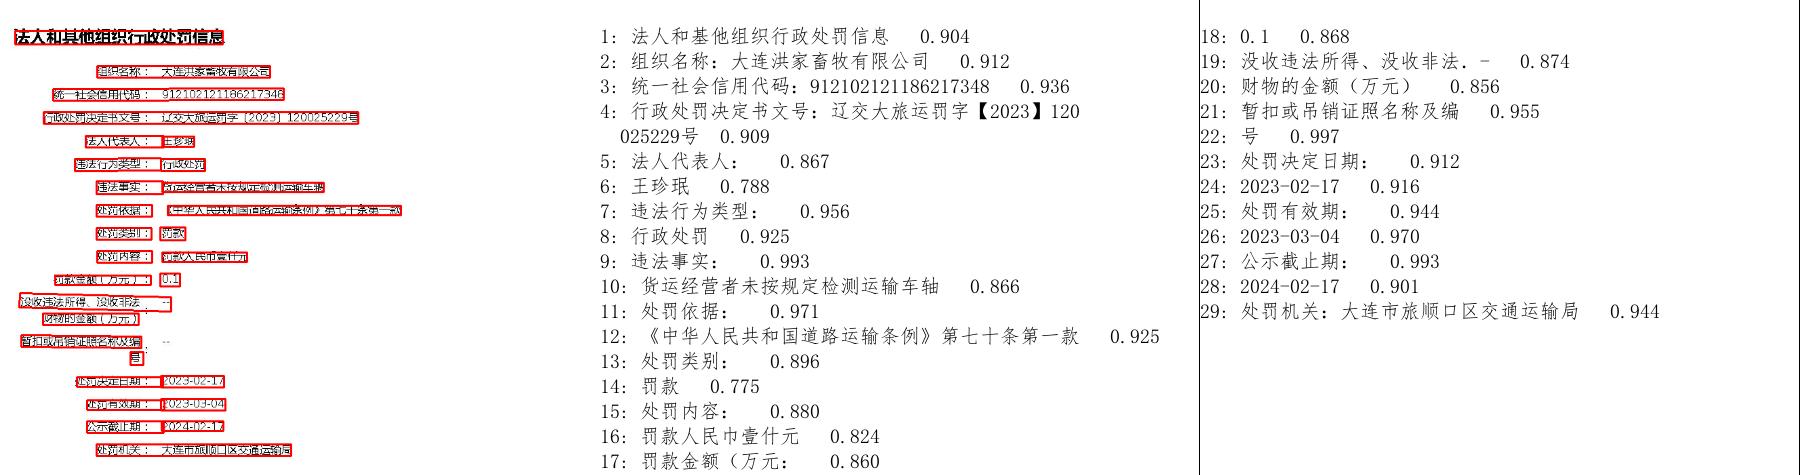 法人和其他组织行政处罚信息
组织名称： 大连洪家畜牧有限公司
统一社会信用代码： 912102121186217348
行政处罚决定书文号： 辽交大旅运罚字〔2023〕120025229号
法人代表人： 王珍珉
违法行为类型： 行政处罚
违法事实： 货运经营者未按规定检测运输车辆
处罚依据： 《中华人民共和国道路运输条例》第七十条第一款
处罚类别： 罚款
处罚内容： 罚款人民币壹仟元
罚款金额（万元）： 0.1
没收违法所得、没收非法 --
财物的金额（万元）：
暂扣或吊销证照名称及编 --
号：
处罚决定日期： 2023-02-17
处罚有效期： 2023-03-04
公示截止期： 2024-02-17
处罚机关： 大连市旅顺口区交通运输局
1: 法人和基他组织行政处罚信息 0.904
2: 组织名称: 大连洪家畜牧有限公司 0.912
3: 统一社会信用代码: 912102121186217348 0.936
4: 行政处罚决定书文号: 辽交大旅运罚字【2023】120
025229号 0.909
5: 法人代表人: 0.867
6: 王珍珉 0.788
7: 违法行为类型: 0.956
8: 行政处罚 0.925
9: 违法事实: 0.993
10: 货运经营者未按规定检测运输车轴 0.866
11: 处罚依据: 0.971
12: 《中华人民共和国道路运输条例》第七十条第一款 0.925
13: 处罚类别: 0.896
14: 罚款 0.775
15: 处罚内容: 0.880
16: 罚款人民巾壹什元 0.824
17: 罚款金额（万元: 0.860
18: 0.1 0.868
19: 没收违法所得、没收非法. - 0.874
20: 财物的金额（万元） 0.856
21: 暂扣或吊销证照名称及编 0.955
22: 号 0.997
23: 处罚决定日期: 0.912
24: 2023-02-17 0.916
25: 处罚有效期: 0.944
26: 2023-03-04 0.970
27: 公示截止期: 0.993
28: 2024-02-17 0.901
29: 处罚机关: 大连市旅顺口区交通运输局 0.944